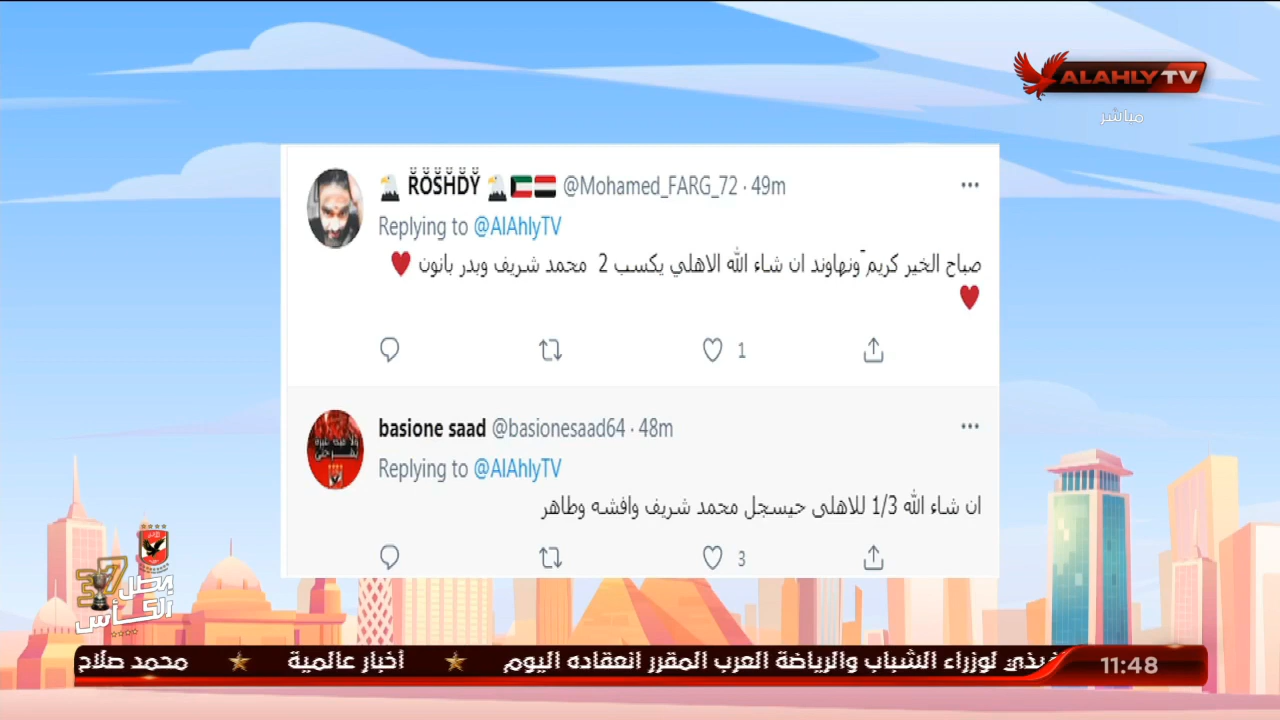 ALAHLY TV
مباشر
RÖSHDY @Mohamed_FARG_72 · 49m
Replying to @AlAhlyTV
صباح الخير كريم ونهاوند ان شاء الله الاهلي يكسب 2 محمد شريف وبدر بانون ♥
♥
1
basione saad @basionesaad64 · 48m
Replying to @AlAhlyTV
ان شاء الله 1/3 للاهلى حيسجل محمد شريف وافشه وطاهر
3
37
بطل
الكأس
11:48
لوزراء الشباب والرياضة العرب المقرر انعقاده اليوم ★ أخبار عالمية ★ محمد صلاح